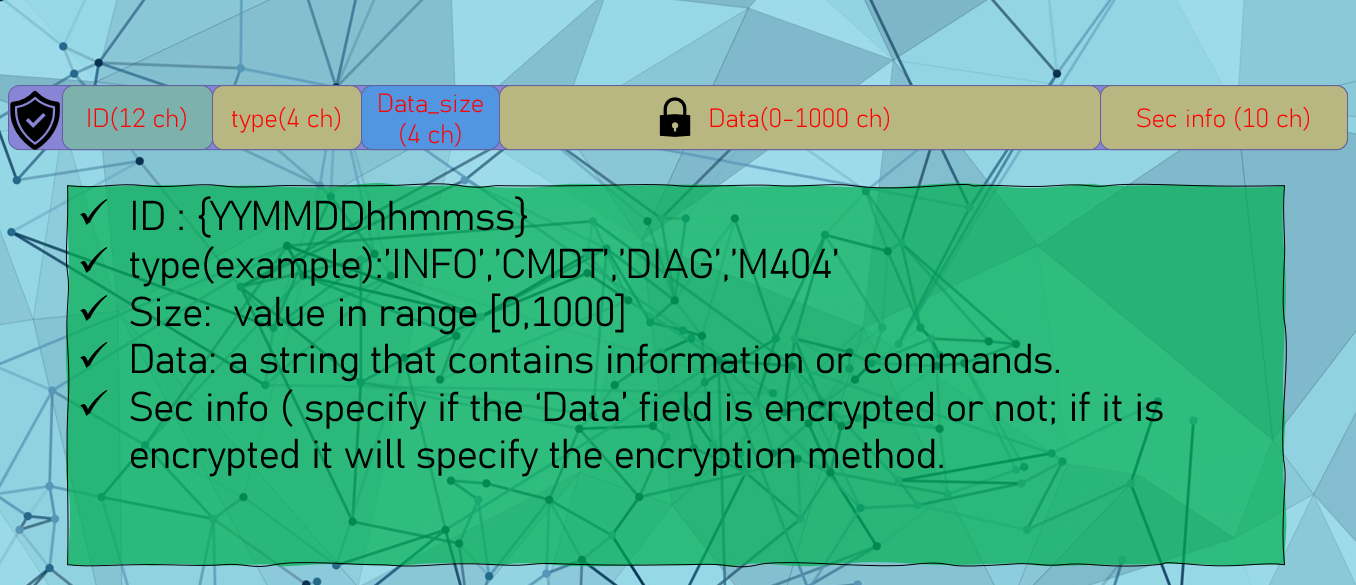 ID(12 ch)
type(4 ch)
Data_size
(4 ch)
Data(0-1000 ch)
Sec info (10 ch)
✓ ID : {YYMMDDhhmmss}
✓ type(example):'INFO','CMDT','DIAG','M404'
✓ Size:  value in range [0,1000]
✓ Data: a string that contains information or commands.
✓ Sec info ( specify if the ‘Data’ field is encrypted or not; if it is
encrypted it will specify the encryption method.